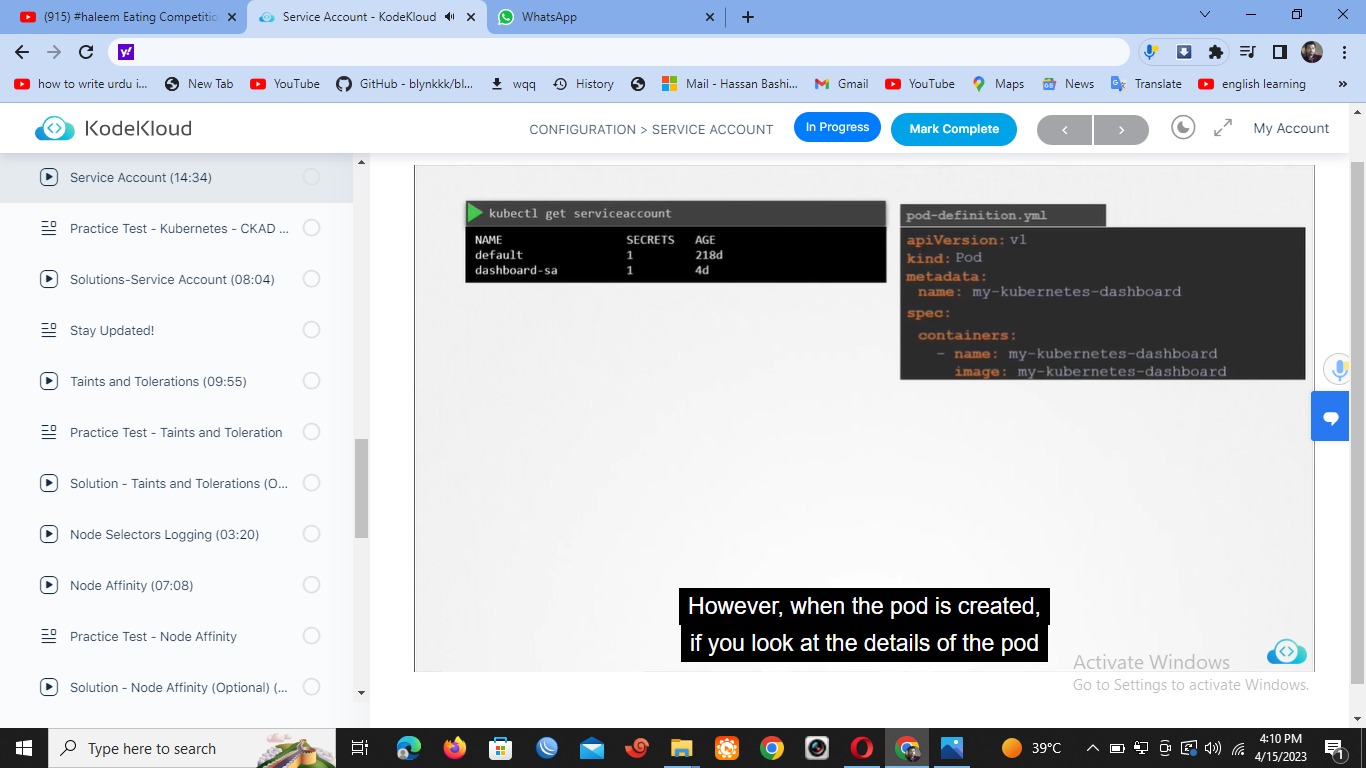 (915) #haleem Eating Competitio
Service Account - KodeKloud
WhatsApp
y!
how to write urdu i...
New Tab
YouTube
GitHub - blynkkk/bl...
wqq
History
Mail - Hassan Bashi...
Gmail
YouTube
Maps
News
Translate
english learning
»
KodeKloud
CONFIGURATION > SERVICE ACCOUNT
In Progress
Mark Complete
My Account
Service Account (14:34)
Practice Test - Kubernetes - CKAD ...
Solutions-Service Account (08:04)
Stay Updated!
Taints and Tolerations (09:55)
Practice Test - Taints and Toleration
Solution - Taints and Tolerations (O...
Node Selectors Logging (03:20)
Node Affinity (07:08)
Practice Test - Node Affinity
Solution - Node Affinity (Optional) (...
kubectl get serviceaccount
NAME SECRETS AGE
default 1 218d
dashboard-sa 1 4d
pod-definition.yml
apiVersion: v1
kind: Pod
metadata:
name: my-kubernetes-dashboard
spec:
containers:
- name: my-kubernetes-dashboard
image: my-kubernetes-dashboard
However, when the pod is created,
if you look at the details of the pod
Activate Windows
Go to Settings to activate Windows.
Type here to search
39°C
4:10 PM
4/15/2023
1